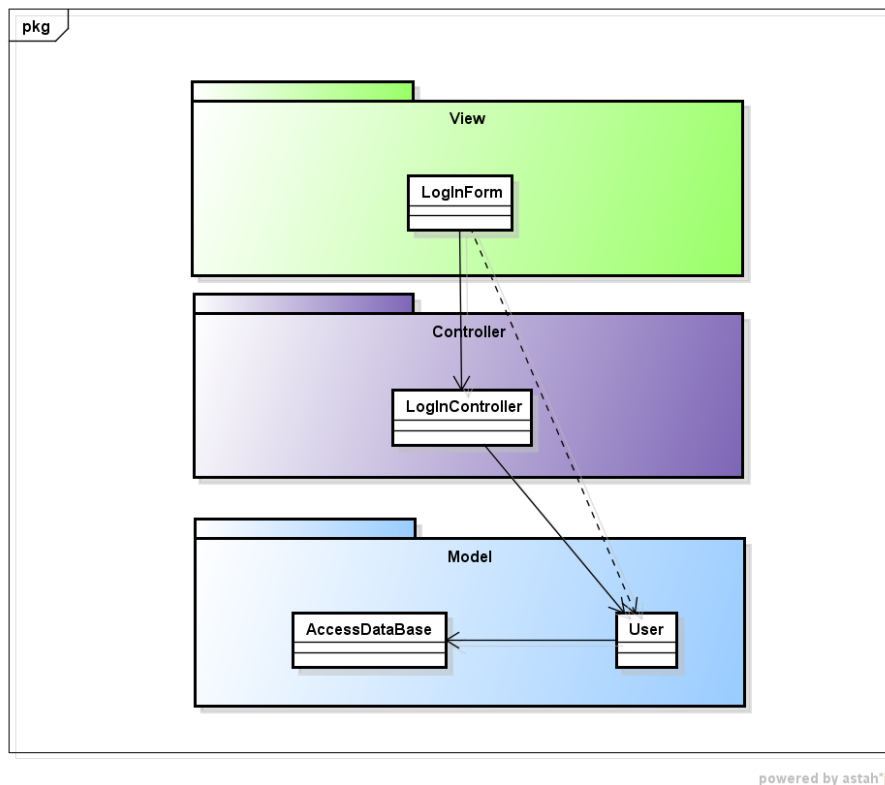 pkg
View
LogInForm
Controller
LogInController
Model
AccessDataBase
User
powered by astah*